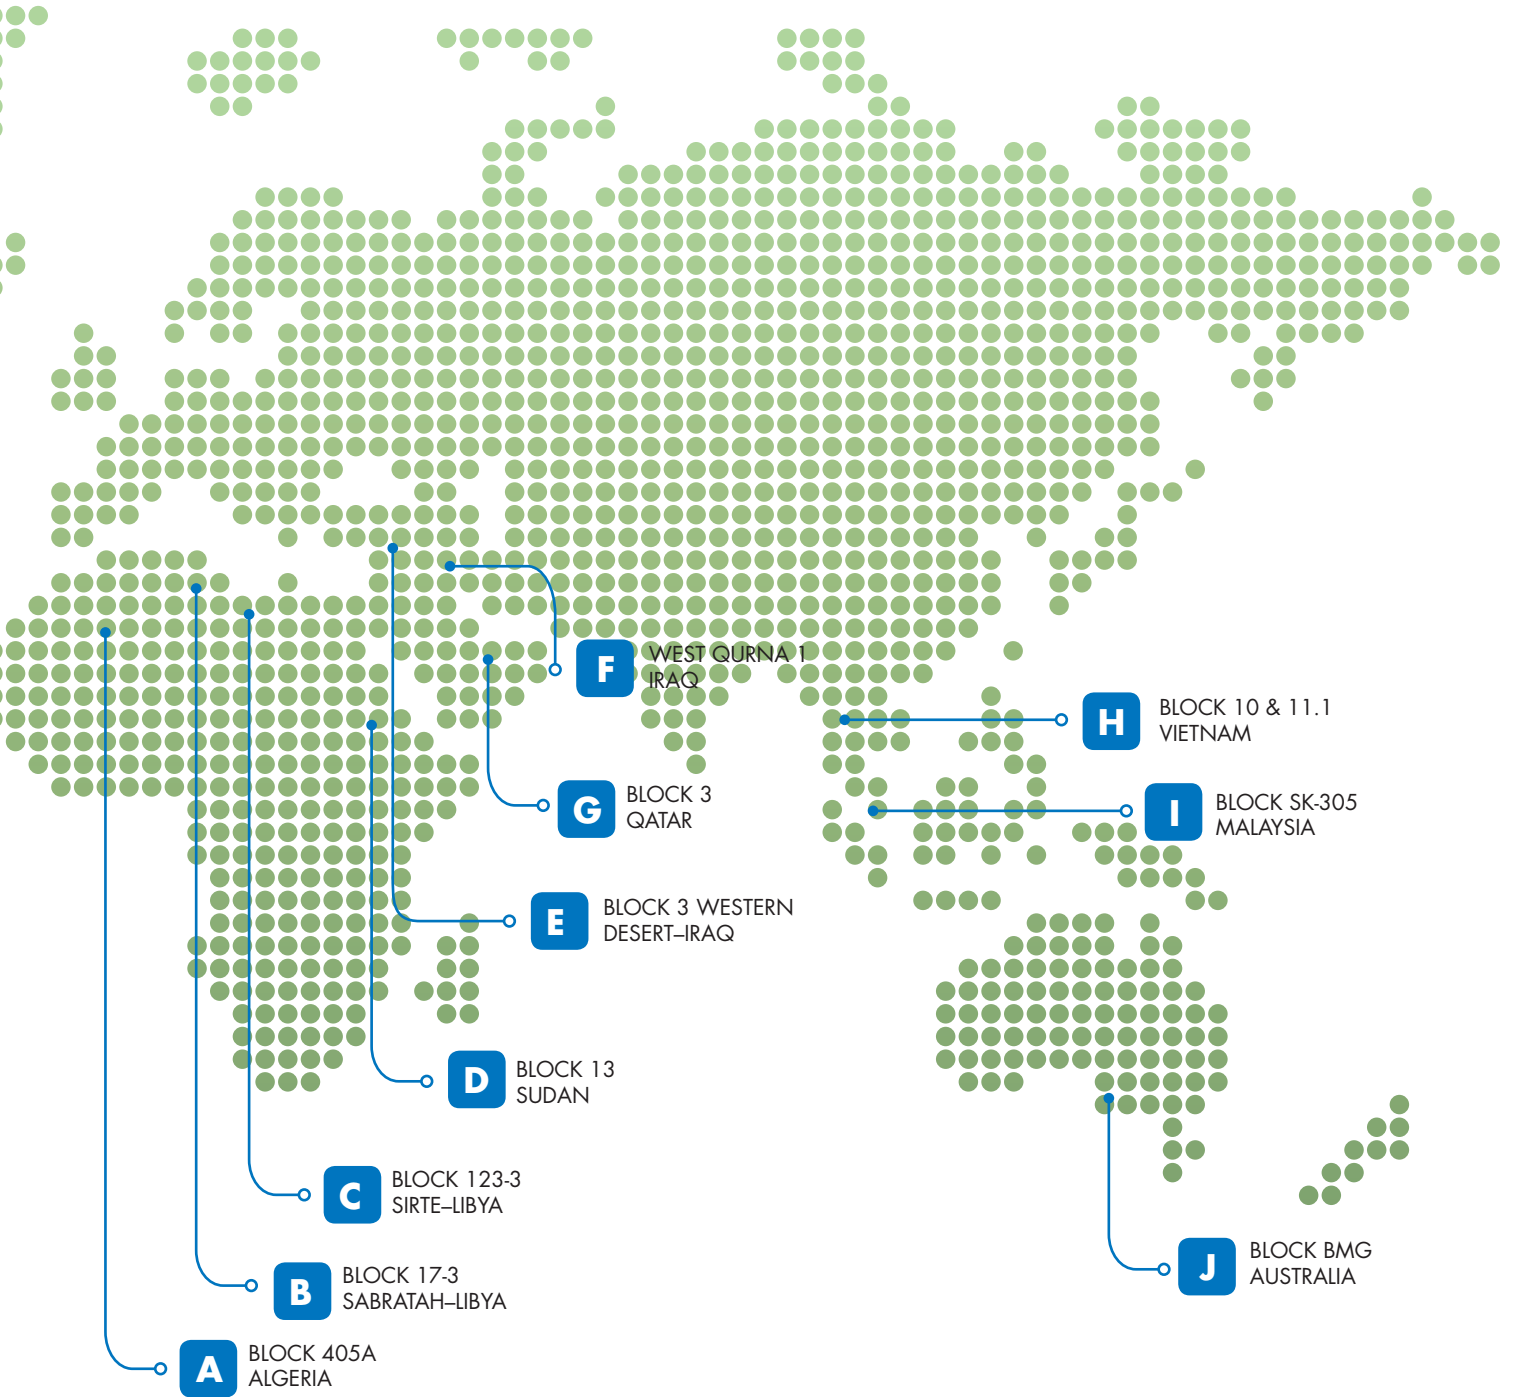 F
WEST QURNA 1
IRAQ
H
BLOCK 10 & 11.1
VIETNAM
G
BLOCK 3
QATAR
I
BLOCK SK-305
MALAYSIA
E
BLOCK 3 WESTERN
DESERT–IRAQ
D
BLOCK 13
SUDAN
C
BLOCK 123-3
SIRTE–LIBYA
J
BLOCK BMG
AUSTRALIA
B
BLOCK 17-3
SABRATAH–LIBYA
A
BLOCK 405A
ALGERIA